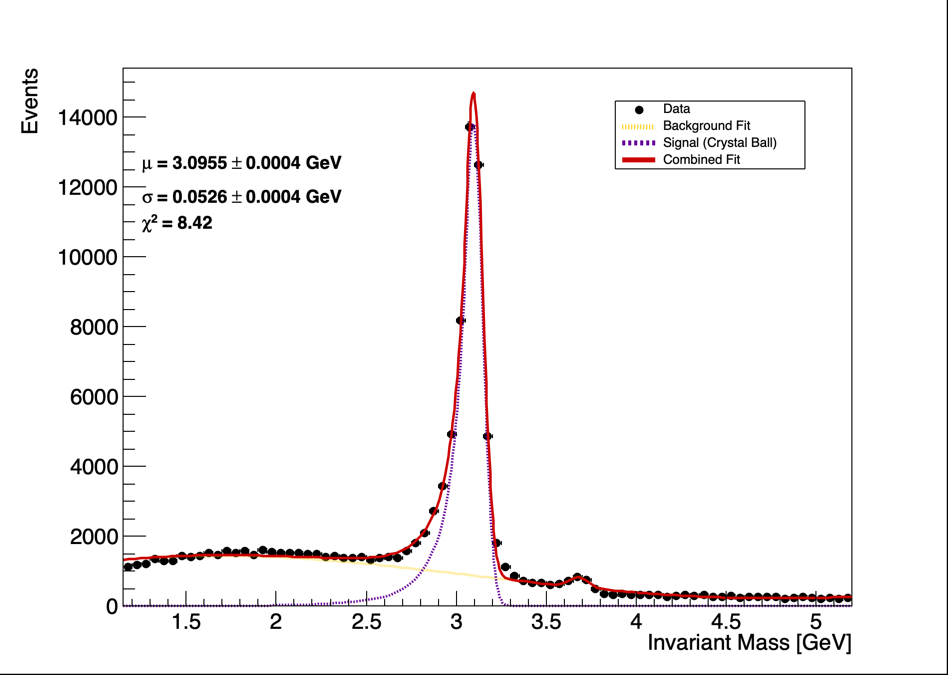 Events
14000
12000
10000
8000
6000
4000
2000
0
μ = 3.0955 ± 0.0004 GeV
σ = 0.0526 ± 0.0004 GeV
χ² = 8.42
Data
Background Fit
Signal (Crystal Ball)
Combined Fit
1.5 2 2.5 3 3.5 4 4.5 5
Invariant Mass [GeV]